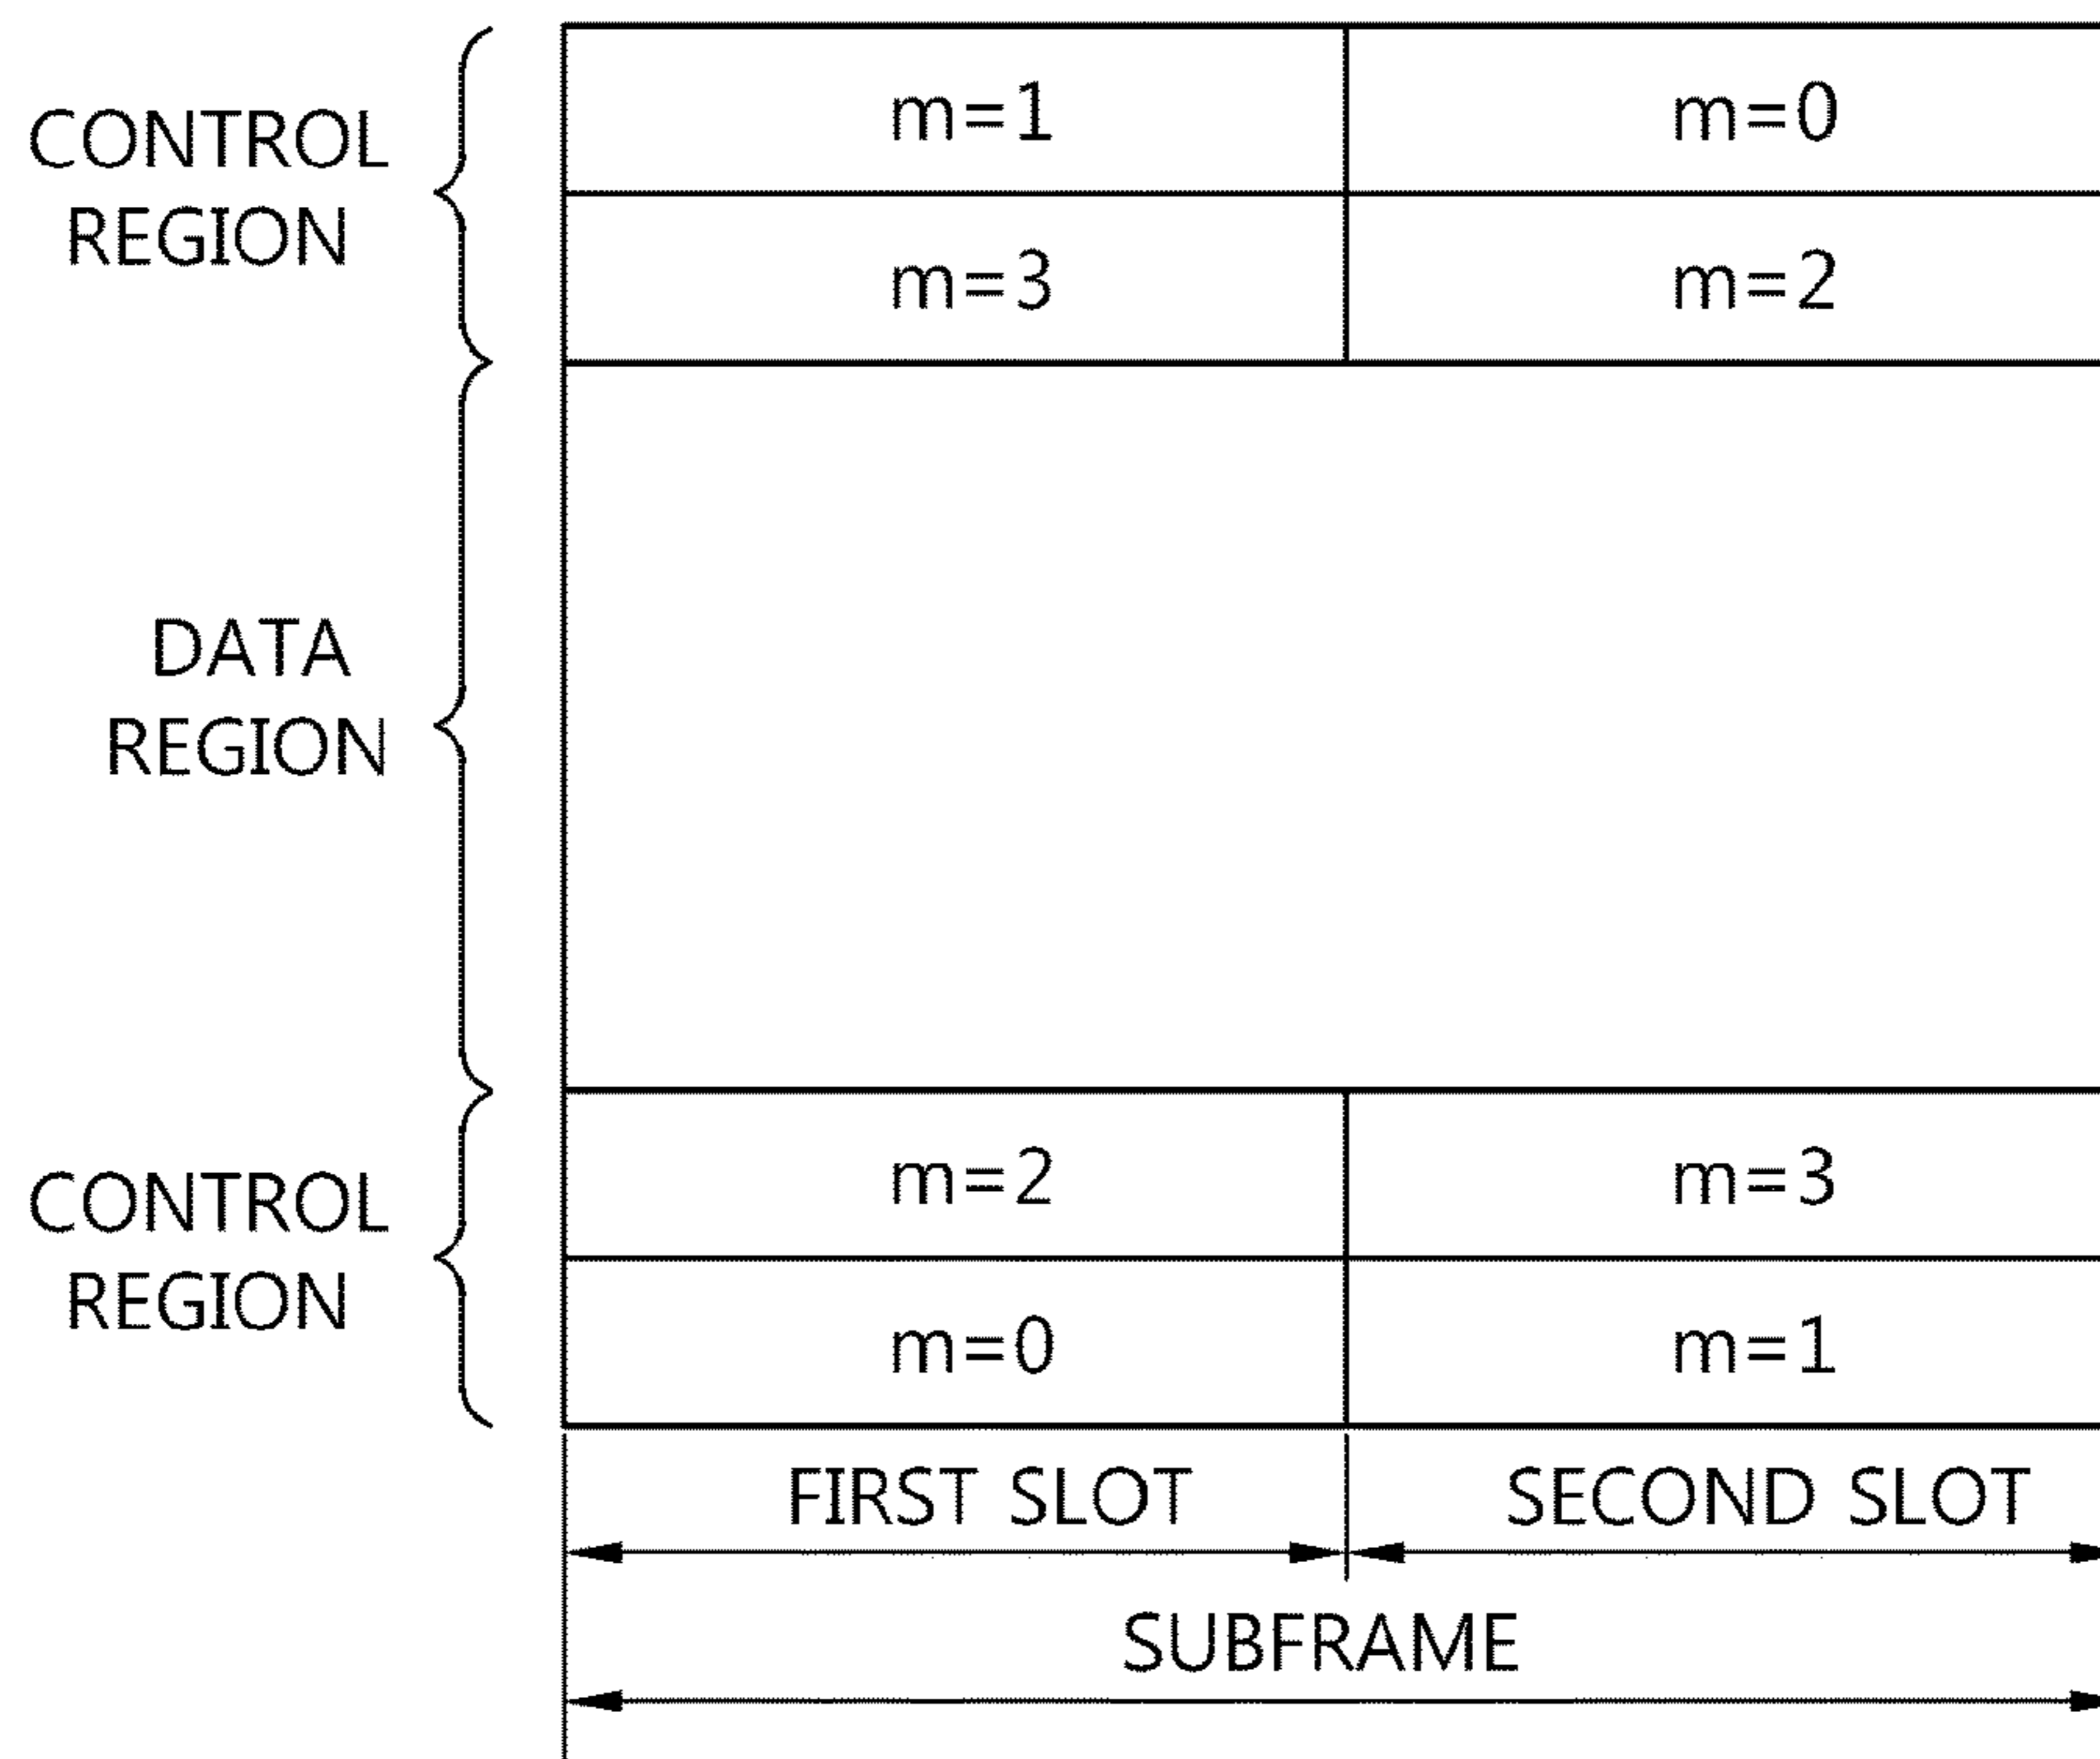 m=1 m=0
CONTROL
REGION
m=3 m=2
DATA
REGION
m=2 m=3
CONTROL
REGION
m=0 m=1
FIRST SLOT SECOND SLOT
SUBFRAME